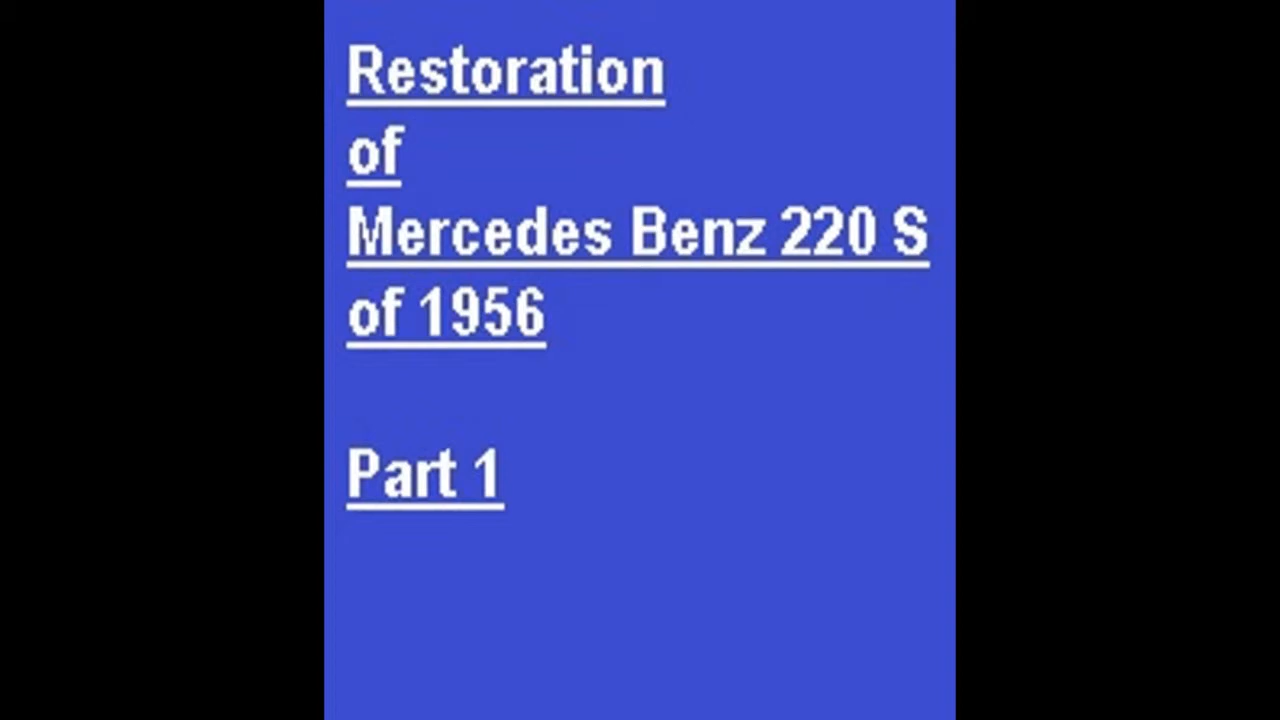 Restoration
of
Mercedes Benz 220 S
of 1956
Part 1